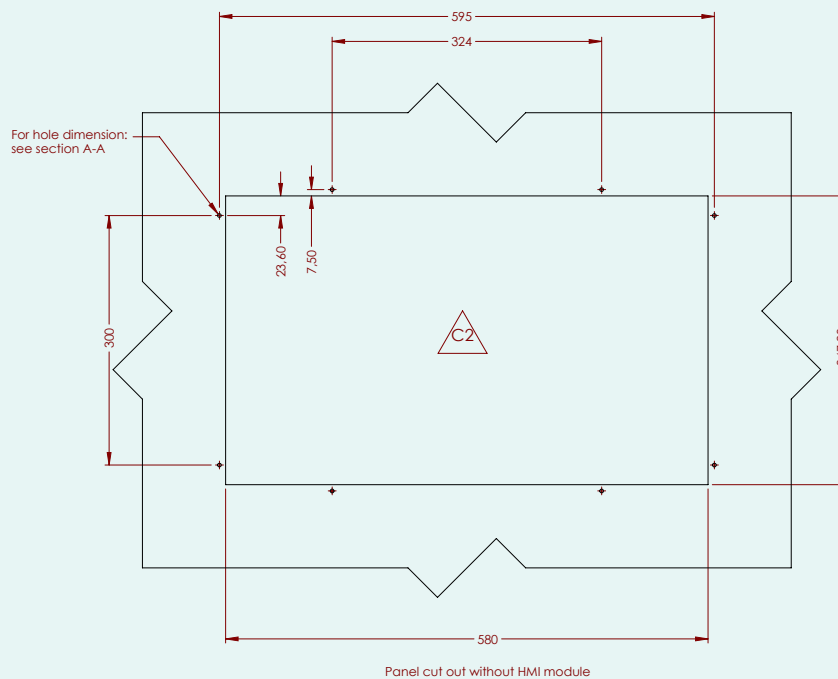 595
324
For hole dimension:
see section A-A
23,60
7,50
300
C2
580
Panel cut out without HMI module